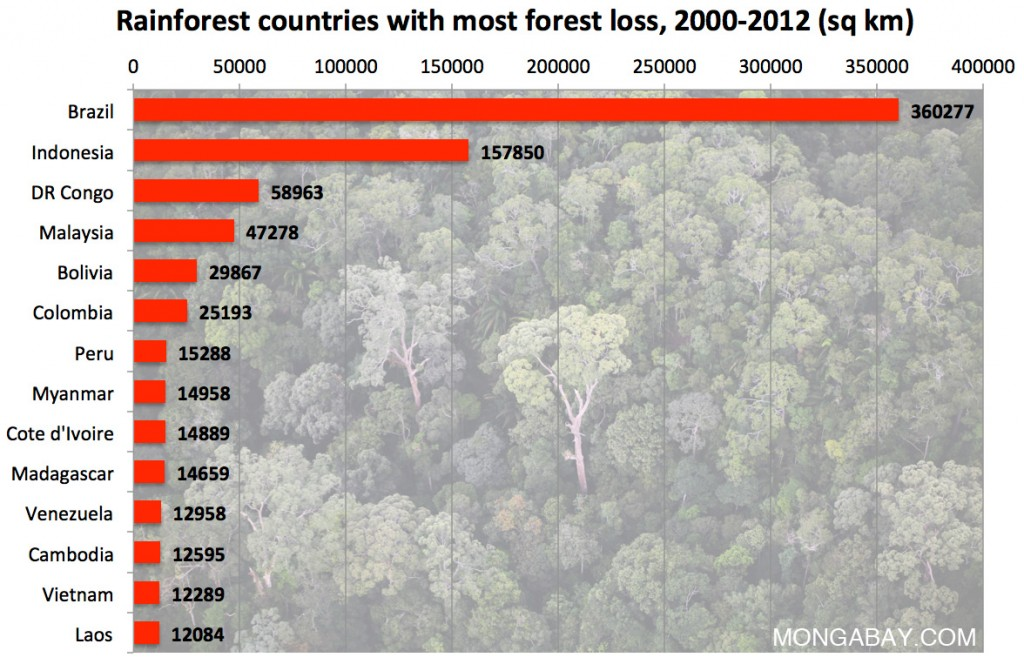 Rainforest countries with most forest loss, 2000-2012 (sq km)
0 50000 100000 150000 200000 250000 300000 350000 400000
Brazil 360277
Indonesia 157850
DR Congo 58963
Malaysia 47278
Bolivia 29867
Colombia 25193
Peru 15288
Myanmar 14958
Cote d'Ivoire 14889
Madagascar 14659
Venezuela 12958
Cambodia 12595
Vietnam 12289
Laos 12084
MONGABAY.COM